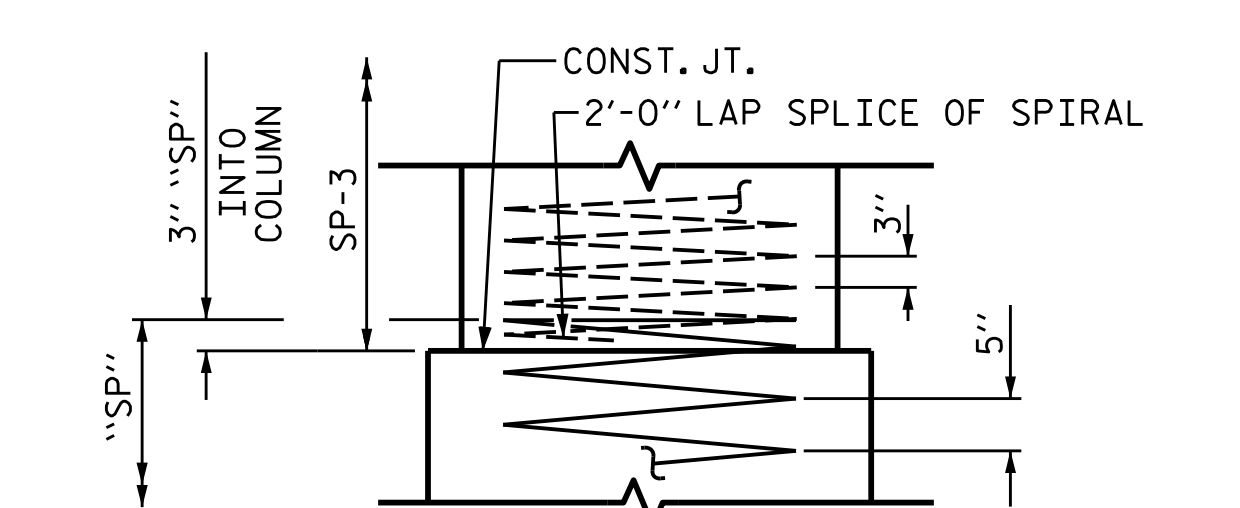 CONST. JT.
2'-0'' LAP SPLICE OF SPIRAL
3'' ‘‘SP’’
INTO
COLUMN
SP-3
3''
5''
‘‘SP’’